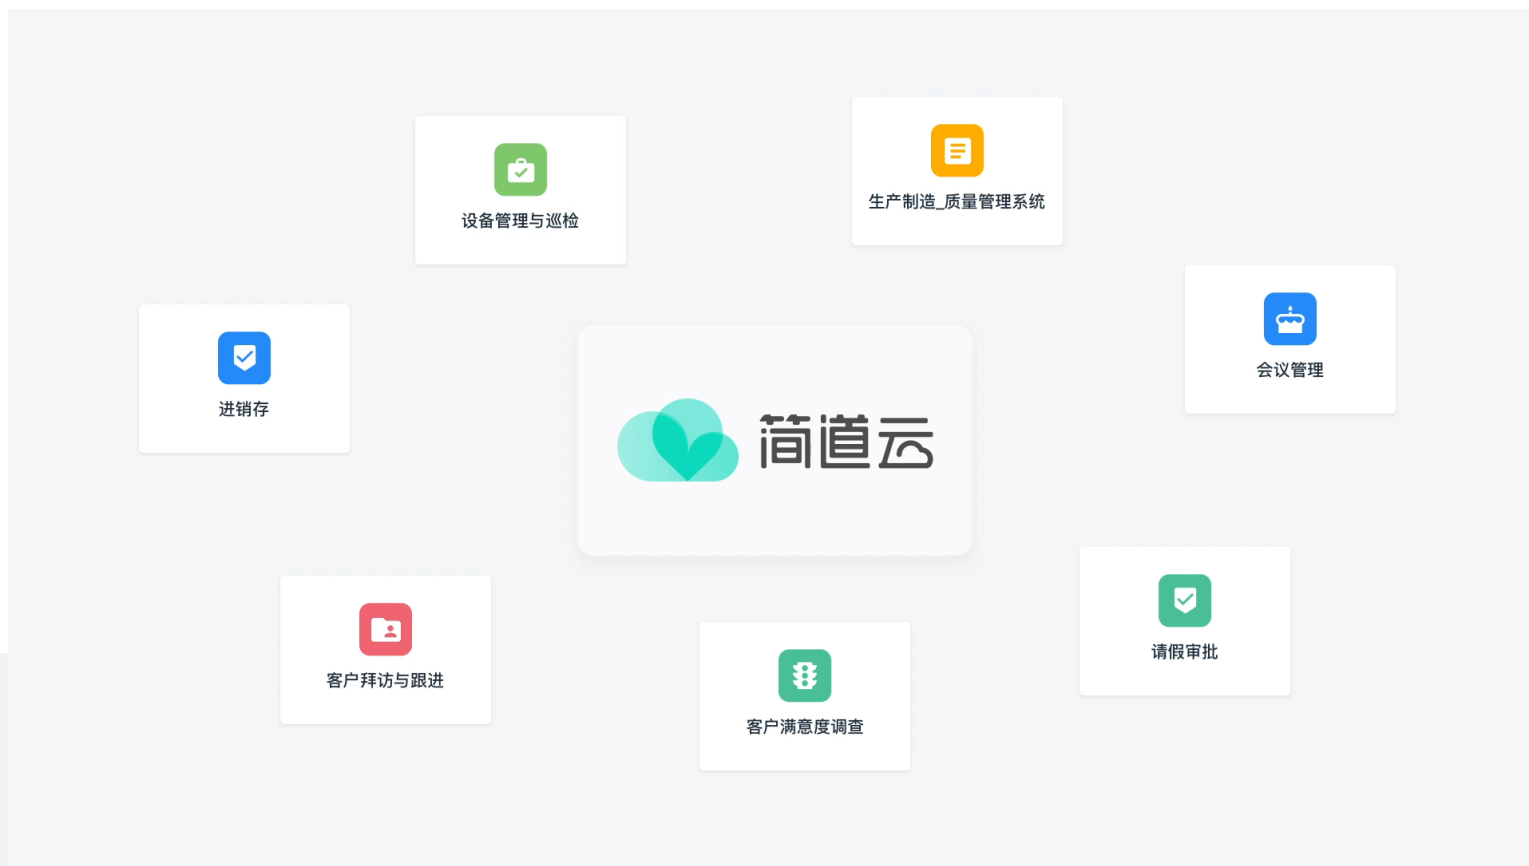 生产制造_质量管理系统
设备管理与巡检
会议管理
进销存
简道云
请假审批
客户拜访与跟进
客户满意度调查